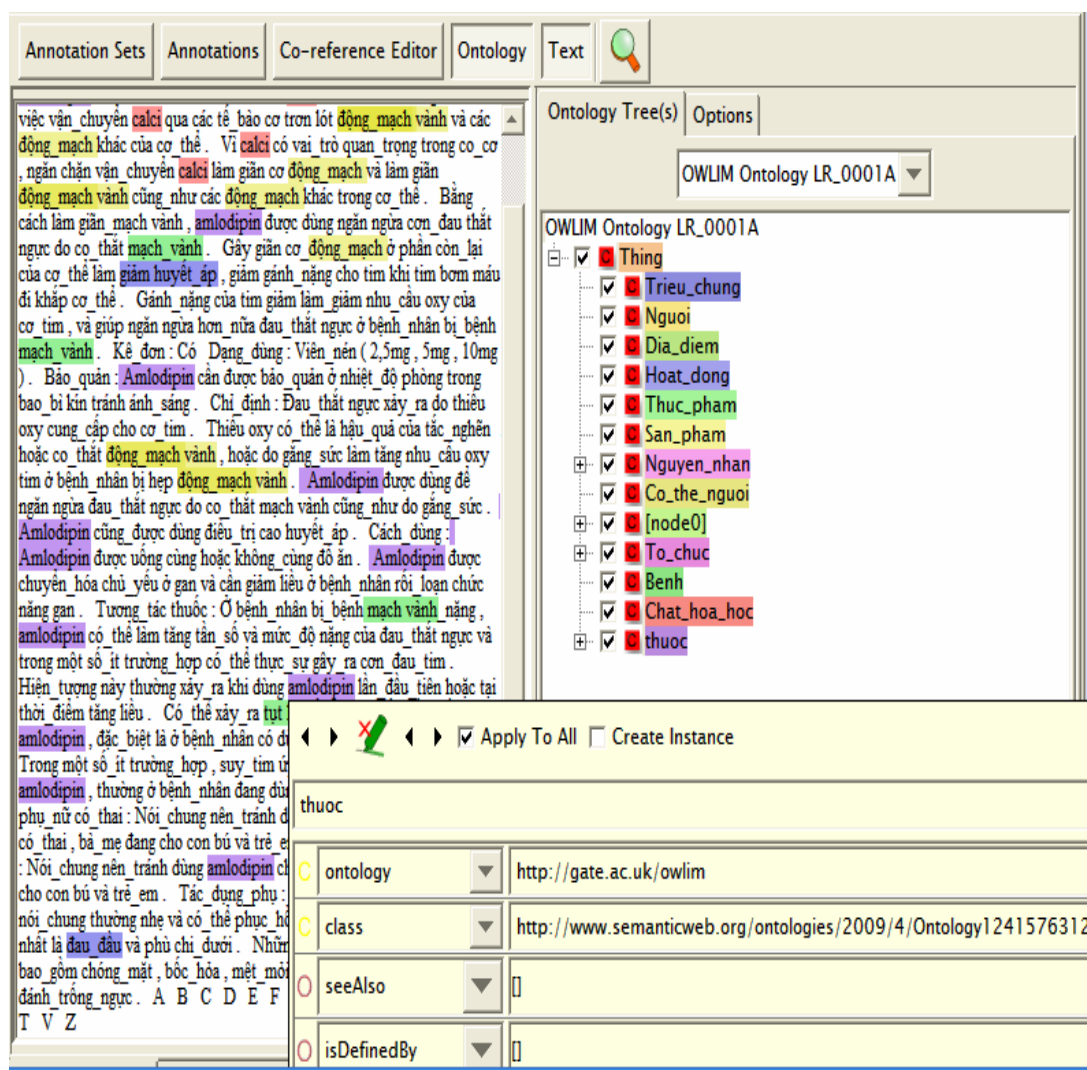 Annotation Sets Annotations Co-reference Editor Ontology Text
việc vận_chuyển calci qua các tế_bào cơ trơn lót động_mạch vành và các
động_mạch khác của cơ_thể . Vì calci có vai_trò quan_trọng trong co_cơ
, ngăn chặn vận_chuyển calci làm giãn cơ động_mạch và làm giãn
động_mạch vành cũng_như các động_mạch khác trong cơ_thể . Bằng
cách làm giãn_mạch vành , amlodipin được dùng ngăn ngừa cơn_đau thắt
ngực do co_thắt mạch_vành . Gây giãn cơ_động_mạch ở phần còn_lại
của cơ_thể làm giảm huyết_áp , giảm gánh_nặng cho tim khi tim bơm máu
đi khắp cơ_thể . Gánh_nặng của tim giảm làm_giảm nhu_cầu oxy của
cơ_tim , và giúp ngăn ngừa hơn_nữa đau_thắt ngực ở bệnh_nhân bị_bệnh
mạch_vành . Kê_đơn : Có Dạng_dùng : Viên_nén ( 2,5mg , 5mg , 10mg
) . Bảo_quản : Amlodipin cần được bảo_quản ở nhiệt_độ phòng trong
bao_bì kín tránh ánh_sáng . Chỉ_định : Đau_thắt ngực xảy_ra do thiếu
oxy cung_cấp cho cơ_tim . Thiếu oxy có_thể là hậu_quả của tắc_nghẽn
hoặc co_thắt động_mạch vành , hoặc do gắng_sức làm tăng nhu_cầu oxy
tim ở bệnh_nhân bị hẹp động_mạch vành . Amlodipin được dùng để
ngăn ngừa đau_thắt ngực do co_thắt mạch vành cũng_như do gắng_sức .
Amlodipin cũng_được dùng điều_trị cao huyết_áp . Cách_dùng :
Amlodipin được uống cùng hoặc không_cùng đồ ăn . Amlodipin được
chuyển_hóa chủ_yếu ở gan và cần giảm liều ở bệnh_nhân rối_loạn chức
năng gan . Tương_tác thuốc : Ở bệnh_nhân bị_bệnh mạch vành_nặng ,
amlodipin có_thể làm tăng tần_số và mức_độ nặng của đau_thắt ngực và
trong một số_ít trường_hợp có_thể thực_sự gây_ra cơn_đau_tim .
Hiện_tượng này thường xảy_ra khi dùng amlodipin lần_đầu_tiên hoặc tại
thời_điểm tăng liều . Có_thể xảy_ra tụt
amlodipin , đặc_biệt là ở bệnh_nhân có
Trong một số_ít trường_hợp , suy_tim
amlodipin , thường ở bệnh_nhân đang
phụ_nữ có_thai : Nói_chung nên_tránh
có_thai , bà_mẹ đang cho con bú và
: Nói_chung nên_tránh dùng amlodipin
cho con bú và trẻ_em . Tác_dụng_phụ :
nói_chung thường nhẹ và có_thể
nhất là đau_đầu và phù chi_dưới .
bao_gồm chóng_mặt , bốc_hỏa ,
đánh_trống_ngực . A B C D E F
T V Z
Ontology Tree(s) Options
OWLIM Ontology LR_0001A
OWLIM Ontology LR_0001A
C Thing
C Trieu_chung
C Nguoi
C Dia_diem
C Hoat_dong
C Thuc_pham
C San_pham
C Nguyen_nhan
C Co_the_nguoi
C [node0]
C To_chuc
C Benh
C Chat_hoa_hoc
C thuoc
Apply To All Create Instance
thuoc
C ontology http://gate.ac.uk/owlim
C class http://www.semanticweb.org/ontologies/2009/4/Ontology1241576312
O seeAlso []
O isDefinedBy []